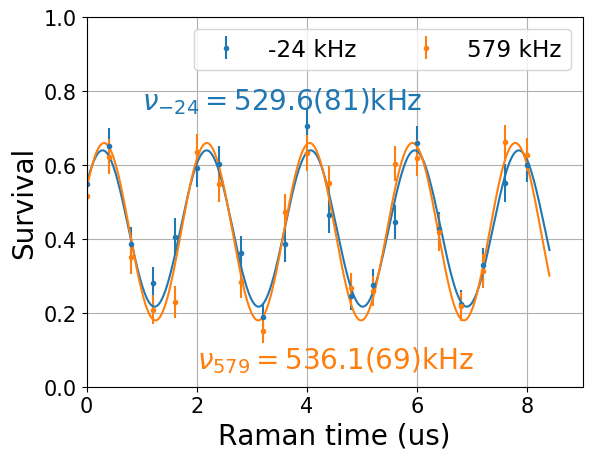 1.0
0.8
0.6
0.4
0.2
0.0
Survival
-24 kHz 579 kHz
ν₋₂₄ = 529.6(81)kHz
ν₅₇₉ = 536.1(69)kHz
0 2 4 6 8
Raman time (us)